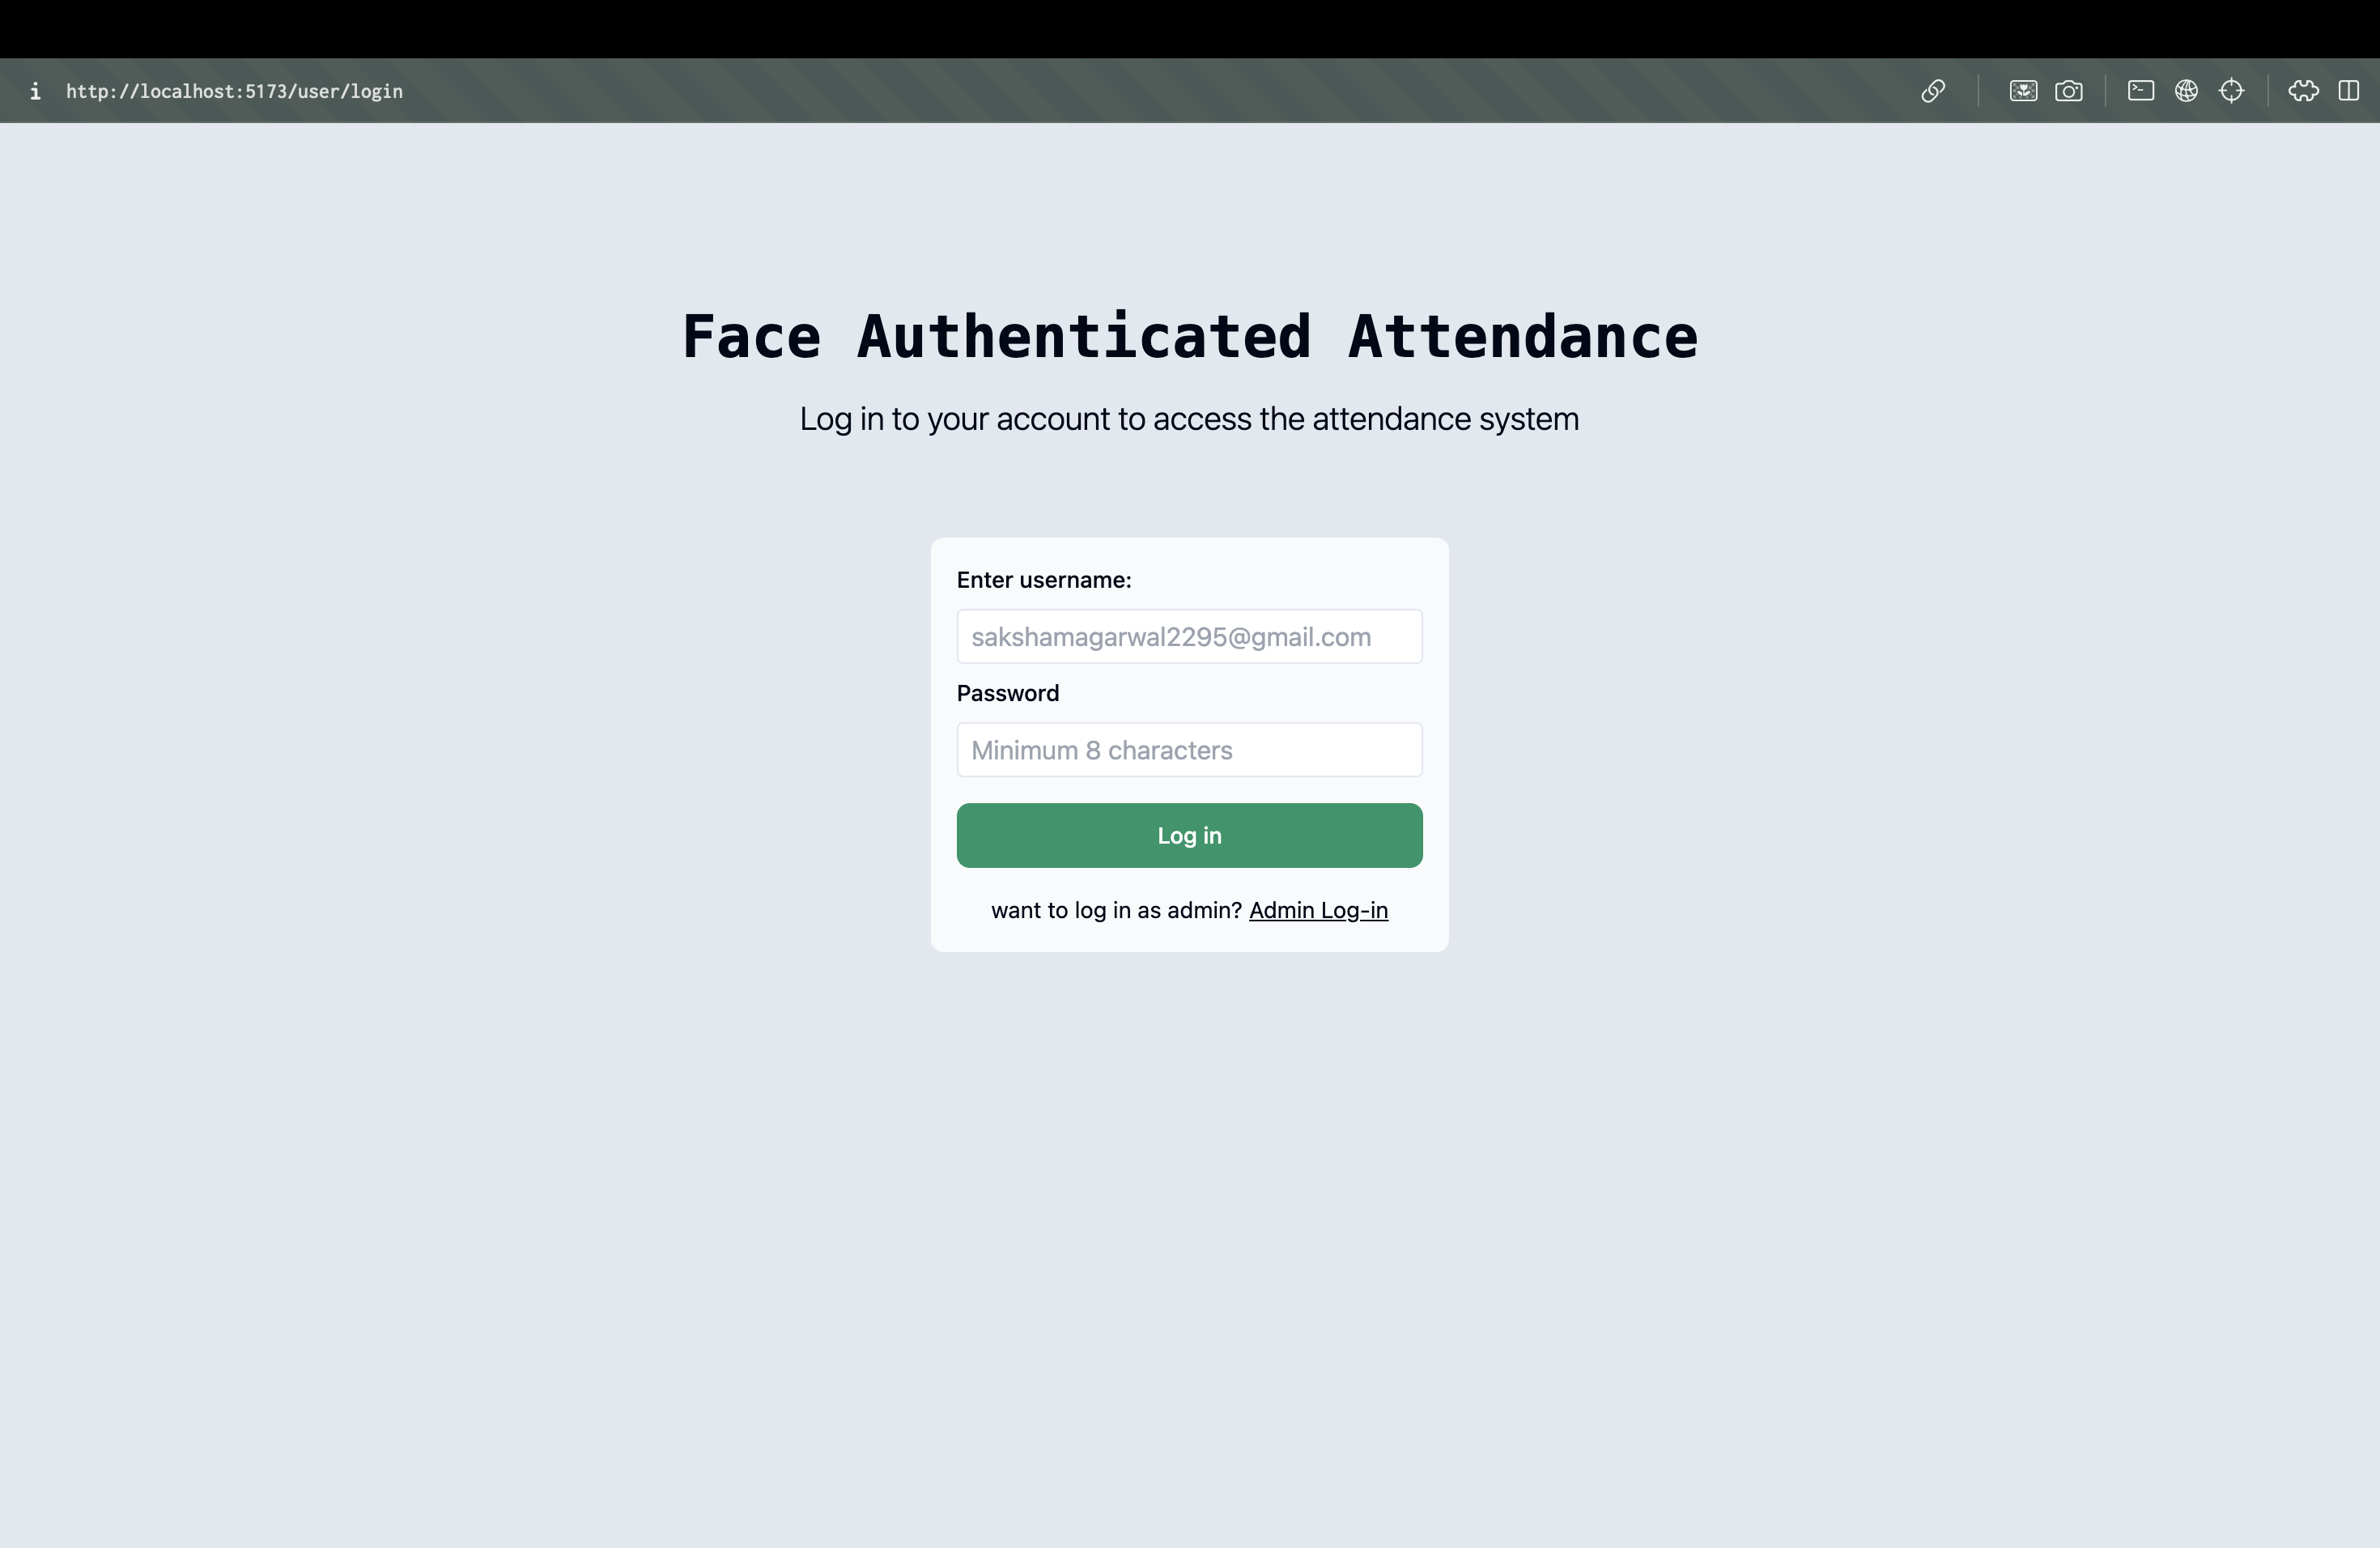 i http://localhost:5173/user/login
Face Authenticated Attendance
Log in to your account to access the attendance system
Enter username:
sakshamagarwal2295@gmail.com
Password
Minimum 8 characters
Log in
want to log in as admin? Admin Log-in